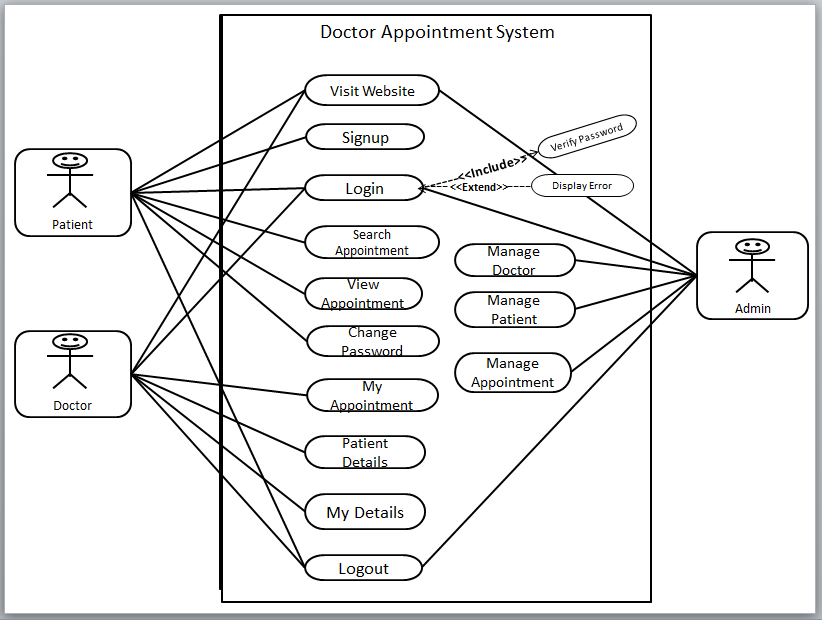 Doctor Appointment System
Visit Website
Signup
Verify Password
<<Include>>
Login
<<Extend>>
Display Error
Patient
Search
Appointment
Manage
Doctor
View
Appointment
Manage
Patient
Admin
Change
Password
Manage
Appointment
Doctor
My
Appointment
Patient
Details
My Details
Logout